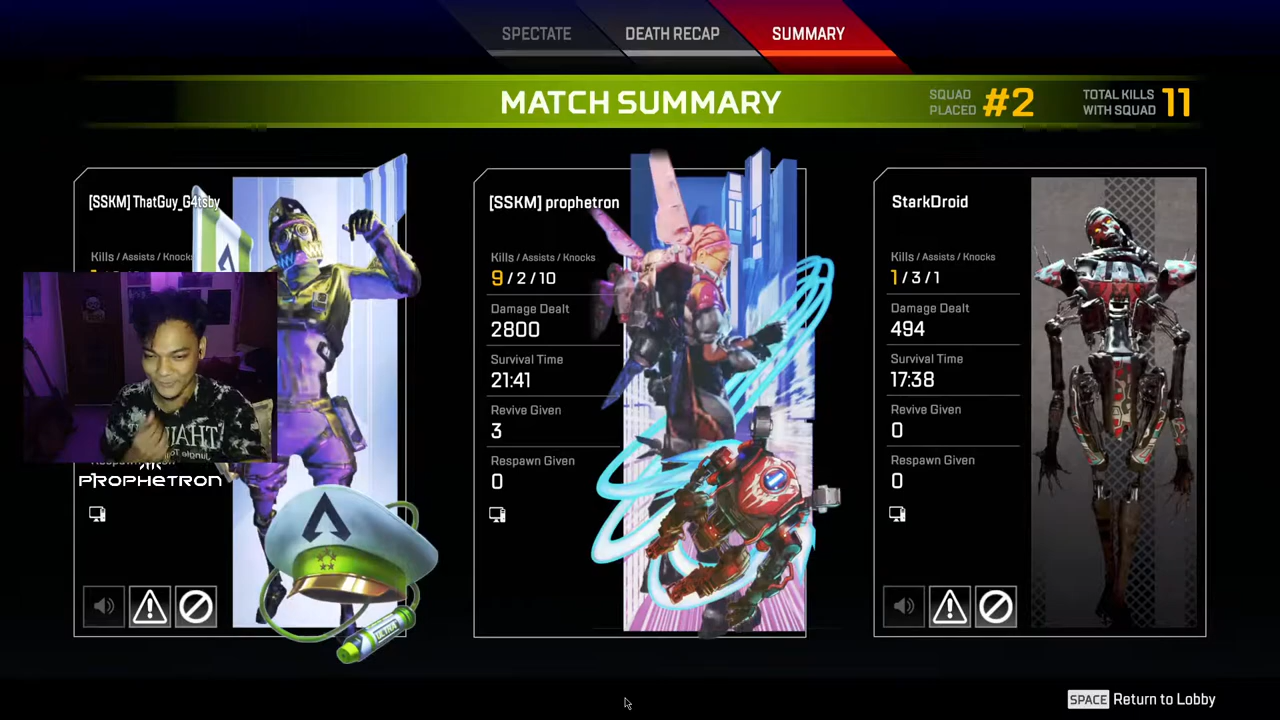 SPECTATE
DEATH RECAP
SUMMARY
MATCH SUMMARY
SQUAD PLACED #2
TOTAL KILLS WITH SQUAD 11
[SSKM] ThatGuy_G4tsby
Kills / Assists / Knocks
PROPHETRON
[SSKM] prophetron
Kills / Assists / Knocks
9 / 2 / 10
Damage Dealt
2800
Survival Time
21:41
Revive Given
3
Respawn Given
0
StarkDroid
Kills / Assists / Knocks
1 / 3 / 1
Damage Dealt
494
Survival Time
17:38
Revive Given
0
Respawn Given
0
SPACE Return to Lobby